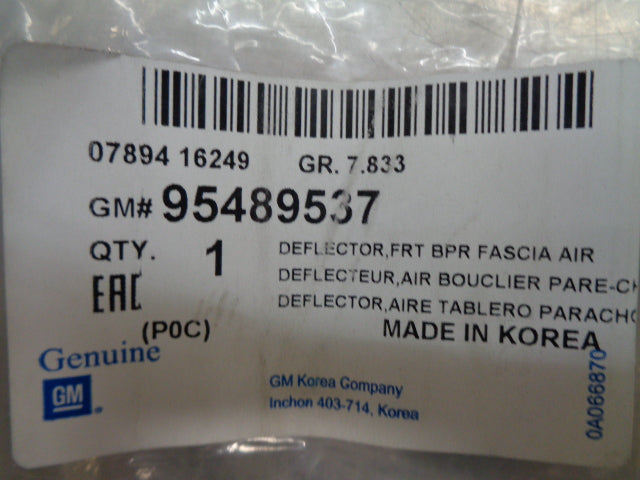 07894 16249 GR. 7.833
GM# 95489537
QTY. 1
DEFLECTOR,FRT BPR FASCIA AIR
DEFLECTEUR,AIR BOUCLIER PARE-CH
DEFLECTOR,AIRE TABLERO PARACHO
EAC
(P0C)
MADE IN KOREA
Genuine
GM
GM Korea Company
Inchon 403-714, Korea
0A066870